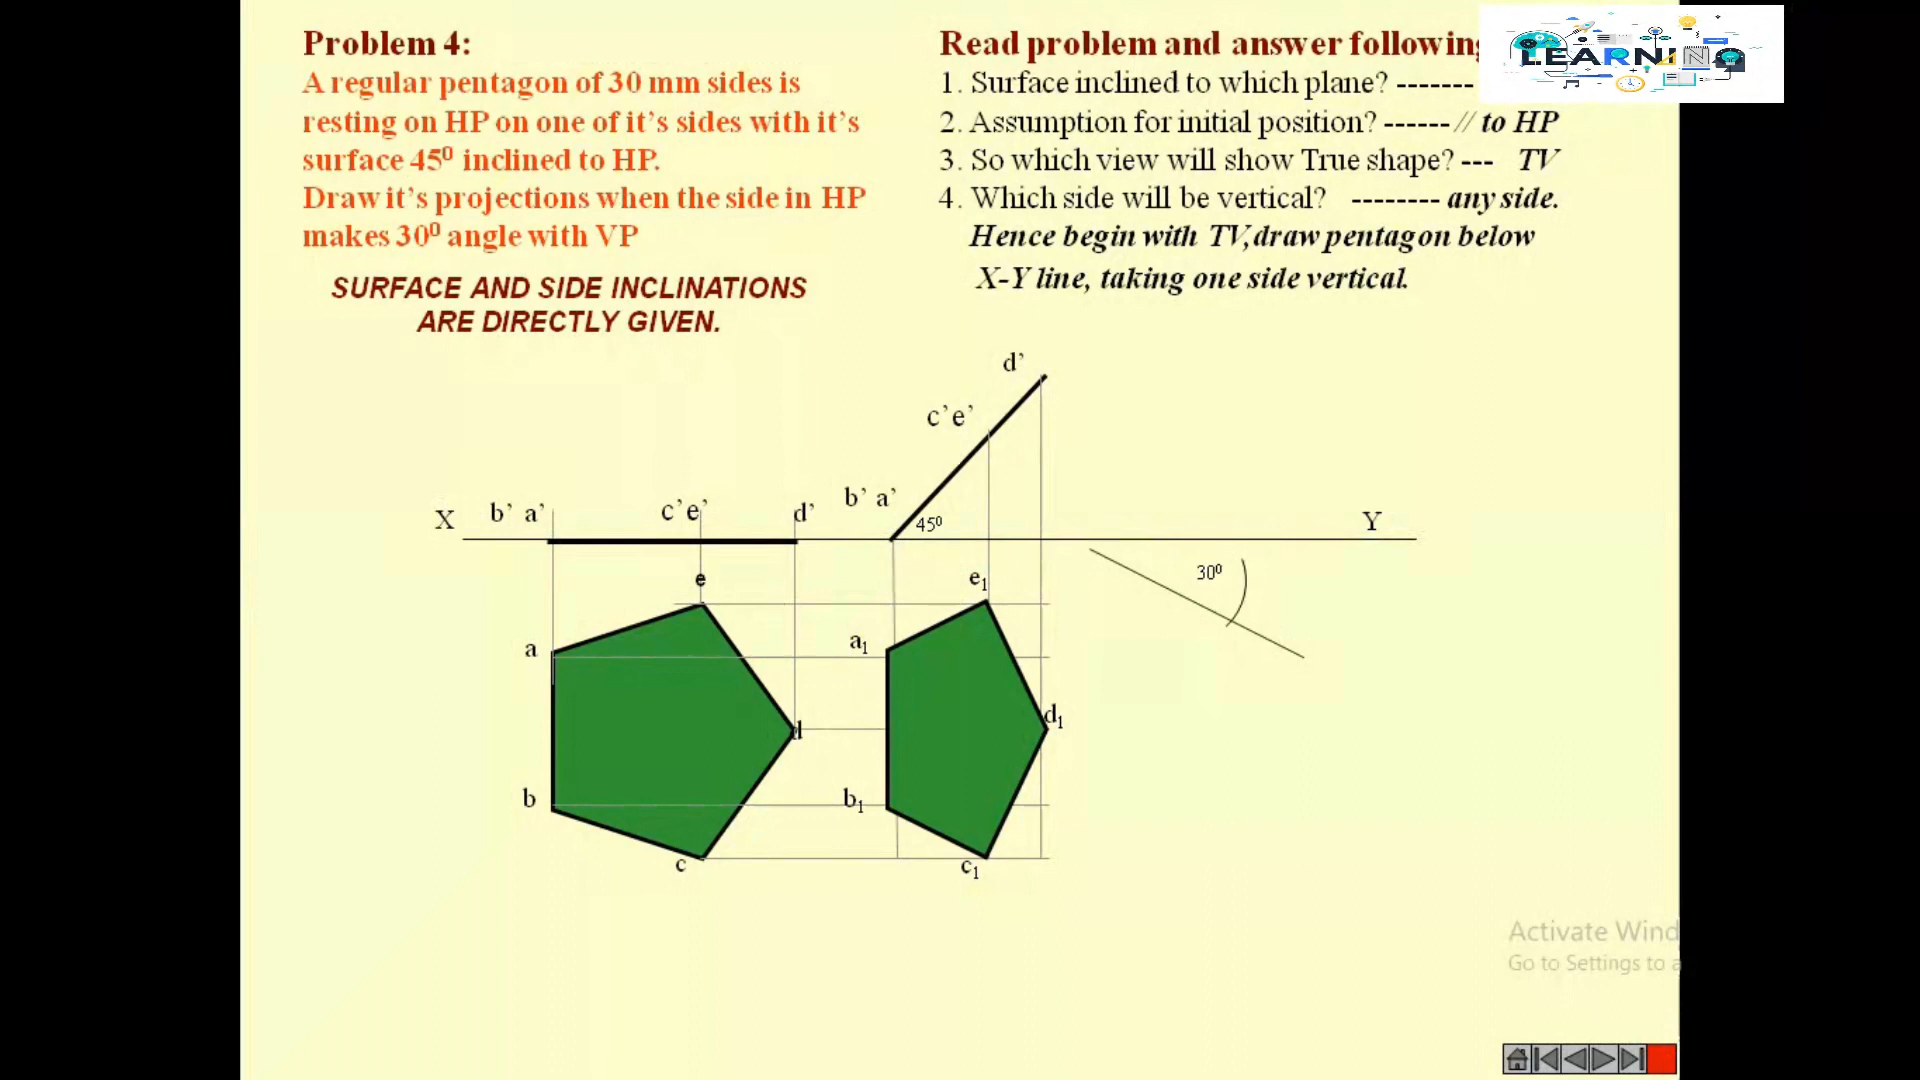 Problem 4:
A regular pentagon of 30 mm sides is
resting on HP on one of it’s sides with it’s
surface 45⁰ inclined to HP.
Draw it’s projections when the side in HP
makes 30⁰ angle with VP
SURFACE AND SIDE INCLINATIONS
ARE DIRECTLY GIVEN.
Read problem and answer following
1. Surface inclined to which plane? -------
2. Assumption for initial position? ------ // to HP
3. So which view will show True shape? --- TV
4. Which side will be vertical? -------- any side.
Hence begin with TV, draw pentagon below
X-Y line, taking one side vertical.
LEARNING
d’
c’e’
b’ a’
45⁰
X
b’ a’
c’e’
d’
Y
30⁰
e
e₁
a
a₁
d
d₁
b
b₁
c
c₁
Activate Wind
Go to Settings to a